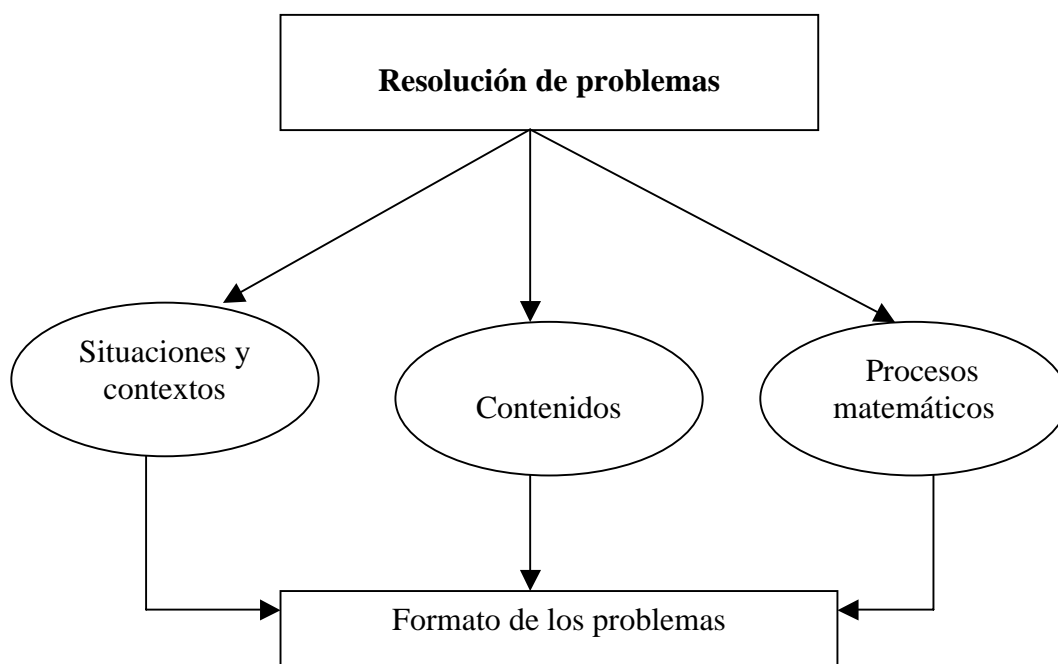 Resolución de problemas
Situaciones y
contextos
Contenidos
Procesos
matemáticos
Formato de los problemas